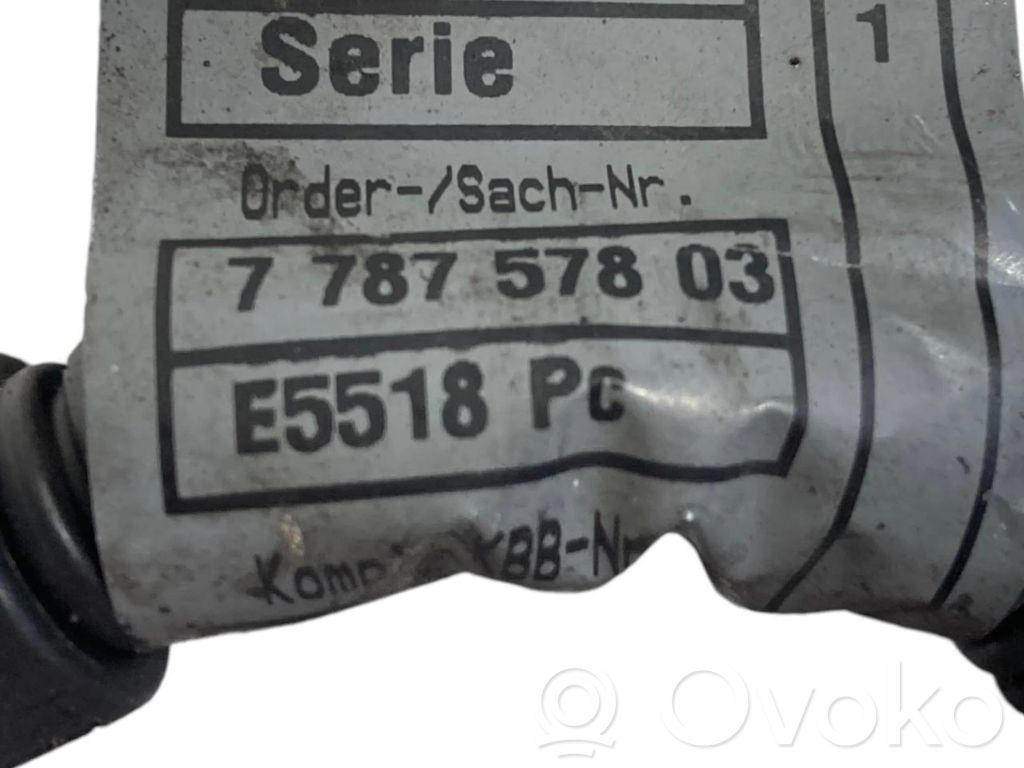 Serie
1
Order-/Sach-Nr.
7 787 578 03
E5518 Pc
KBB-Nr
Ovoko